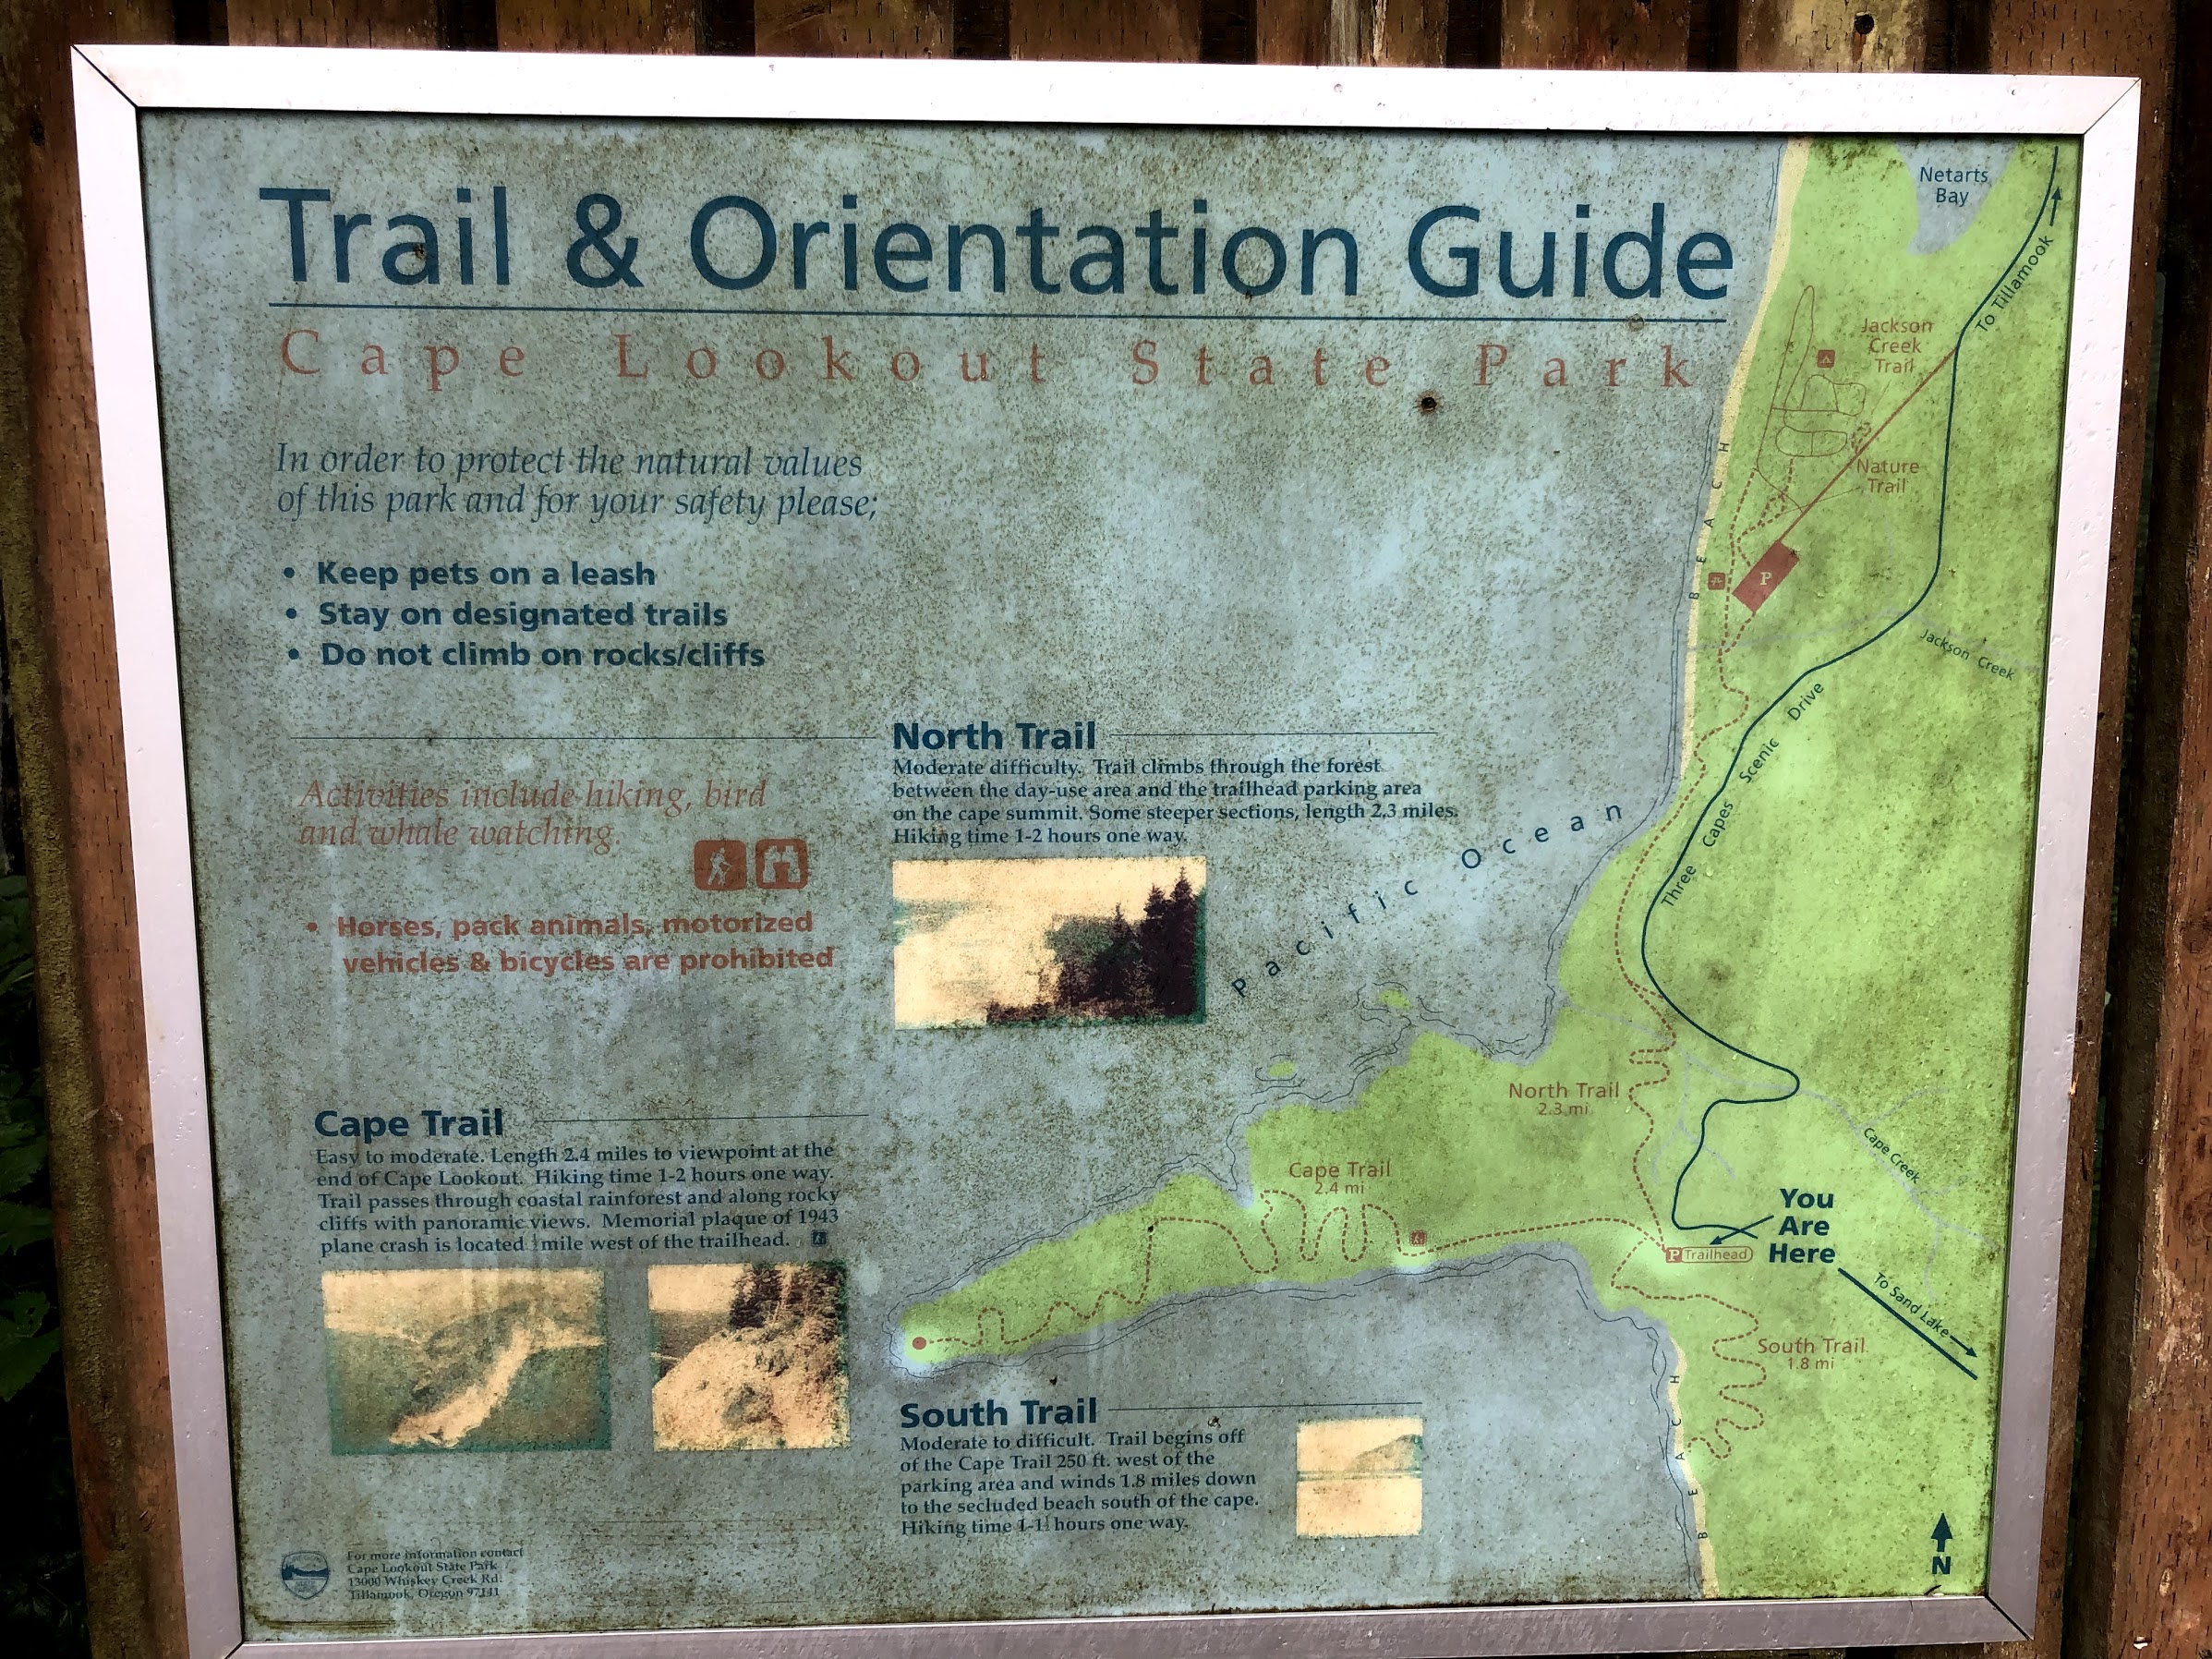 Trail & Orientation Guide
Cape Lookout State Park
In order to protect the natural values
of this park and for your safety please;
• Keep pets on a leash
• Stay on designated trails
• Do not climb on rocks/cliffs
Activities include hiking, bird
and whale watching.
• Horses, pack animals, motorized
vehicles & bicycles are prohibited
North Trail
Moderate difficulty. Trail climbs through the forest
between the day-use area and the trailhead parking area
on the cape summit. Some steeper sections, length 2.3 miles.
Hiking time 1-2 hours one way.
Cape Trail
Easy to moderate. Length 2.4 miles to viewpoint at the
end of Cape Lookout. Hiking time 1-2 hours one way.
Trail passes through coastal rainforest and along rocky
cliffs with panoramic views. Memorial plaque of 1943
plane crash is located ½ mile west of the trailhead.
South Trail
Moderate to difficult. Trail begins off
of the Cape Trail 250 ft. west of the
parking area and winds 1.8 miles down
to the secluded beach south of the cape.
Hiking time 1-1½ hours one way.
For more information contact
Cape Lookout State Park
13000 Whiskey Creek Rd.
Tillamook, Oregon 97141
Netarts
Bay
To Tillamook
Jackson
Creek
Trail
Nature
Trail
BEACH
P
Jackson Creek
Three Capes Scenic Drive
Pacific Ocean
North Trail
2.3 mi
Cape Trail
2.4 mi
Cape Creek
You
Are
Here
P Trailhead
To Sand Lake
South Trail
1.8 mi
BEACH
N